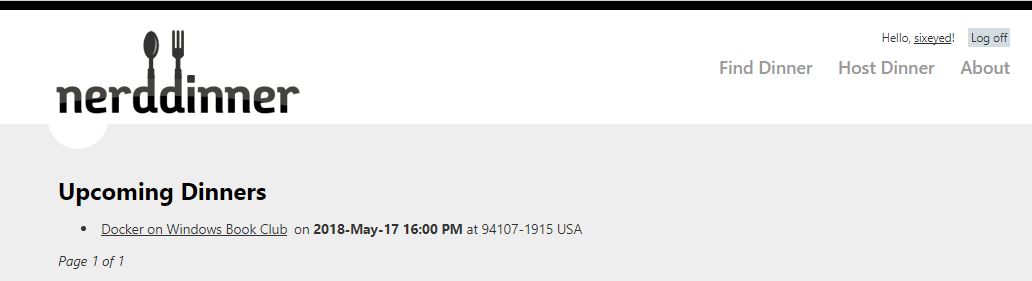 Hello, sixeyed! Log off
nerddinner
Find Dinner Host Dinner About
Upcoming Dinners
Docker on Windows Book Club on 2018-May-17 16:00 PM at 94107-1915 USA
Page 1 of 1